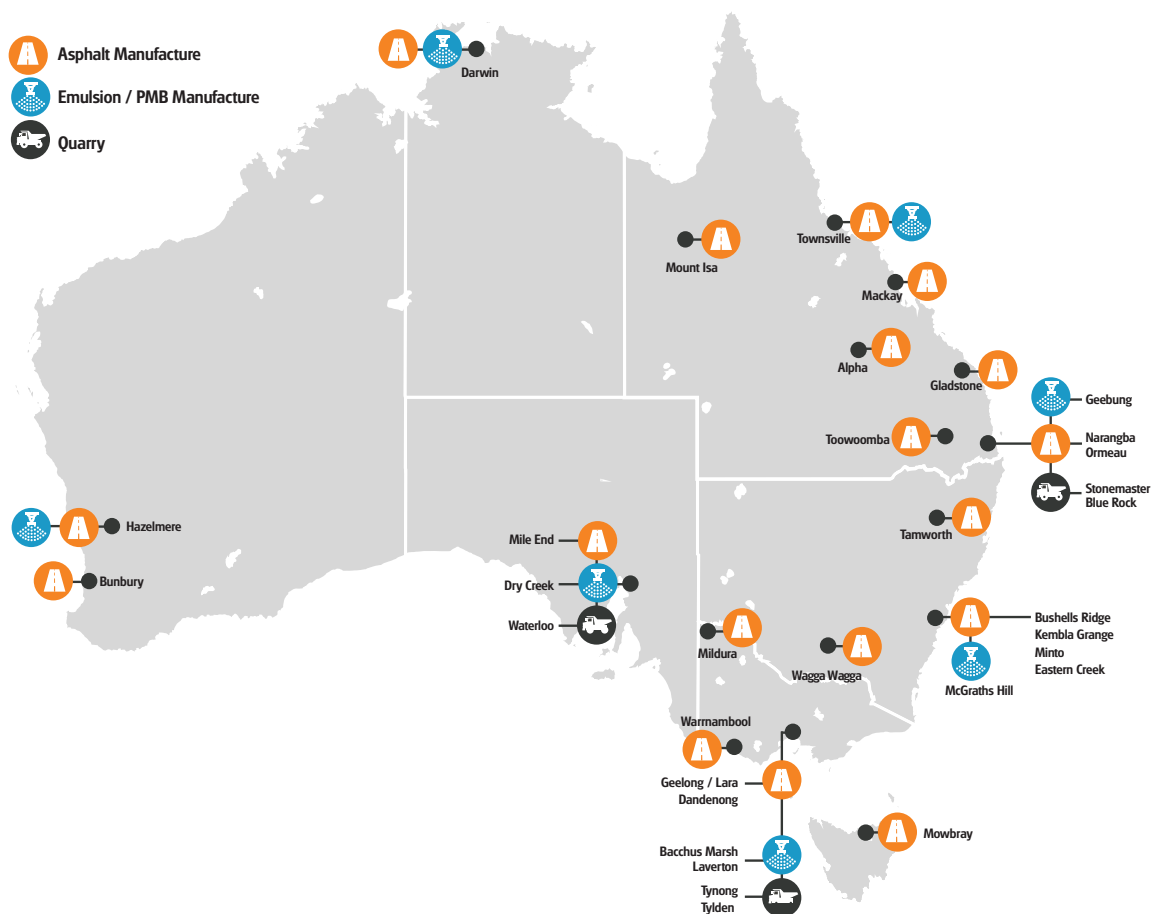 Asphalt Manufacture
Emulsion / PMB Manufacture
Quarry
Darwin
Townsville
Mount Isa
Mackay
Alpha
Gladstone
Geebung
Toowoomba
Narangba
Ormeau
Stonemaster
Blue Rock
Hazelmere
Tamworth
Mile End
Bunbury
Dry Creek
Waterloo
Bushells Ridge
Kembla Grange
Minto
Eastern Creek
Mildura
Wagga Wagga
McGraths Hill
Warrnambool
Geelong / Lara
Dandenong
Mowbray
Bacchus Marsh
Laverton
Tynong
Tylden